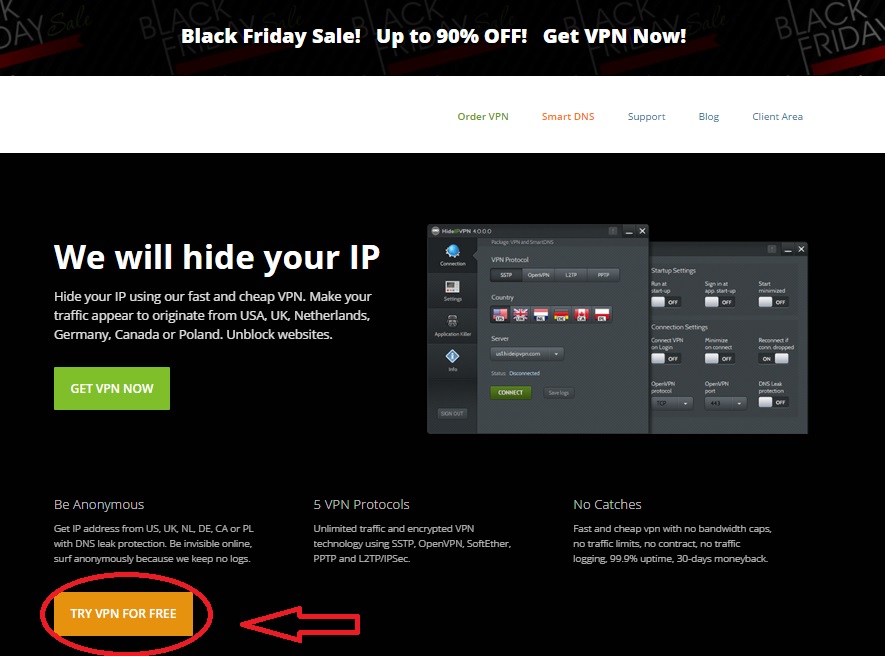 BLACK FRIDAY Sale
Black Friday Sale! Up to 90% OFF! Get VPN Now!
Order VPN Smart DNS Support Blog Client Area
We will hide your IP
Hide your IP using our fast and cheap VPN. Make your
traffic appear to originate from USA, UK, Netherlands,
Germany, Canada or Poland. Unblock websites.
GET VPN NOW
HideIPVPN 4.0.0.0
Package: VPN and SmartDNS
Connection
Settings
Application Killer
Info
SIGN OUT
VPN Protocol
SSTP OpenVPN L2TP PPTP
Country
US UK NL DE CA PL
Server
us1.hideipvpn.com
Status: Disconnected
CONNECT Save logs
Startup Settings
Run at start-up Sign in at app. start-up Start minimized
OFF OFF OFF
Connection Settings
Connect VPN on Login Minimize on connect Reconnect if conn. dropped
OFF OFF ON
OpenVPN protocol OpenVPN port DNS Leak protection
TCP 443 OFF
Be Anonymous
Get IP address from US, UK, NL, DE, CA or PL
with DNS leak protection. Be invisible online,
surf anonymously because we keep no logs.
5 VPN Protocols
Unlimited traffic and encrypted VPN
technology using SSTP, OpenVPN, SoftEther,
PPTP and L2TP/IPSec.
No Catches
Fast and cheap vpn with no bandwidth caps,
no traffic limits, no contract, no traffic
logging, 99.9% uptime, 30-days moneyback.
TRY VPN FOR FREE